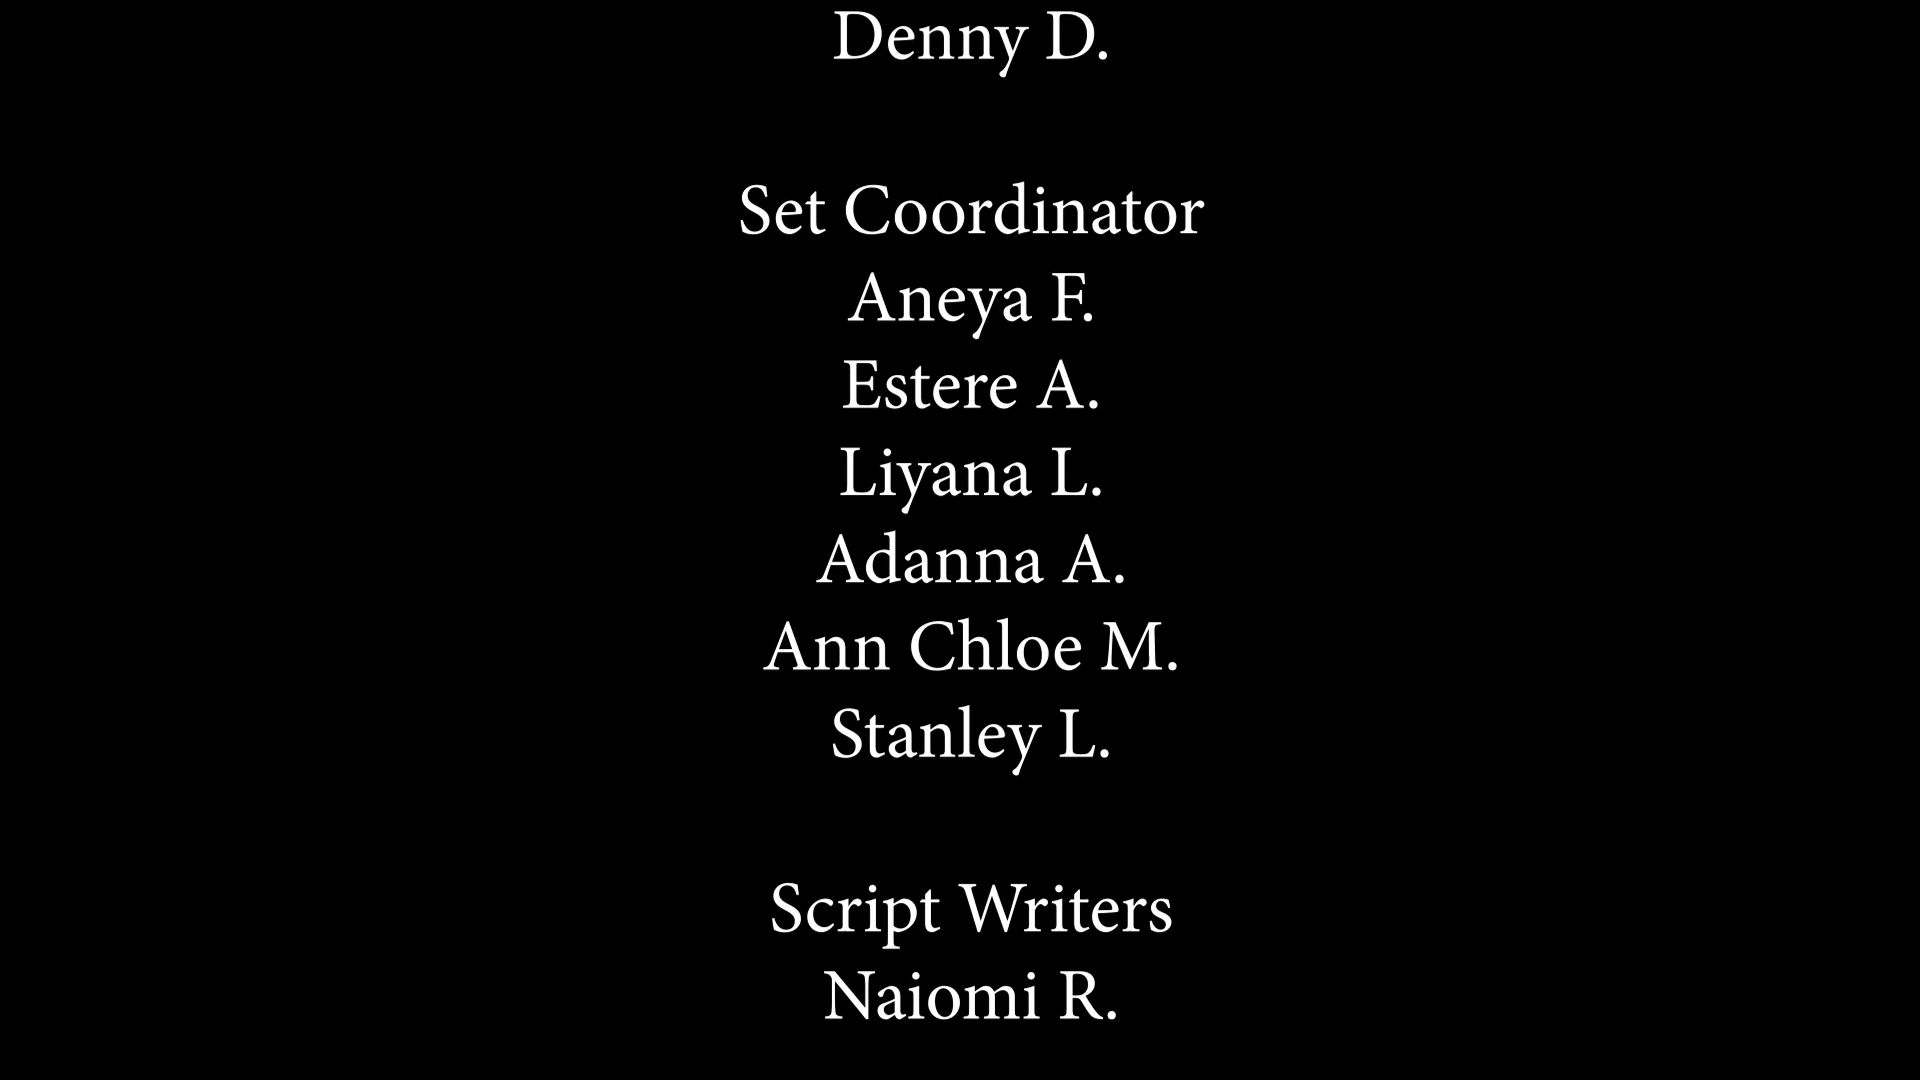 Denny D.
Set Coordinator
Aneya F.
Estere A.
Liyana L.
Adanna A.
Ann Chloe M.
Stanley L.
Script Writers
Naiomi R.